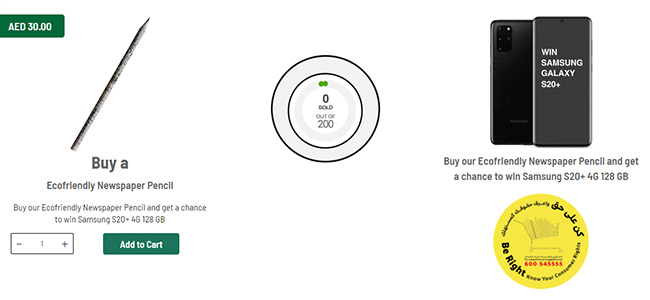 AED 30.00
Buy a
Ecofriendly Newspaper Pencil
Buy our Ecofriendly Newspaper Pencil and get a chance
to win Samsung S20+ 4G 128 GB
− 1 +
Add to Cart
0
SOLD
OUT OF
200
WIN
SAMSUNG
GALAXY
S20+
Buy our Ecofriendly Newspaper Pencil and get
a chance to win Samsung S20+ 4G 128 GB
كن على حق واعرف حقوقك كمستهلك
Be Right Know Your Consumer Rights
600 545555